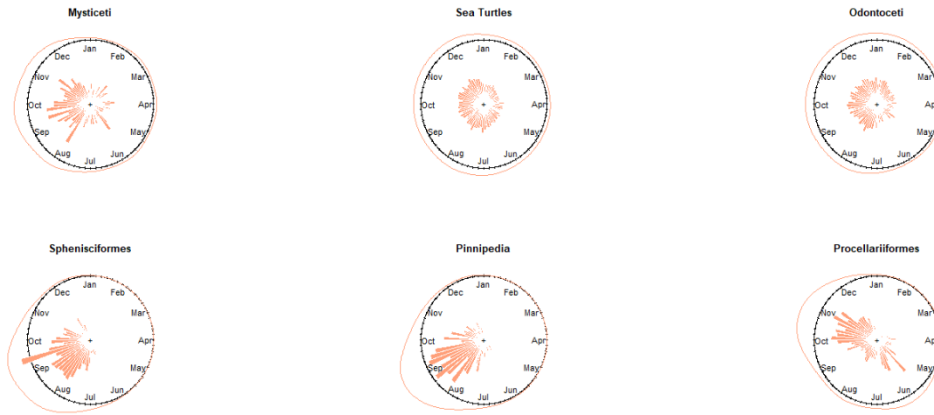 Mysticeti
Sea Turtles
Odontoceti
Jan
Feb
Mar
Apr
May
Jun
Jul
Aug
Sep
Oct
Nov
Dec
Jan
Feb
Mar
Apr
May
Jun
Jul
Aug
Sep
Oct
Nov
Dec
Jan
Feb
Mar
Apr
May
Jun
Jul
Aug
Sep
Oct
Nov
Dec
Sphenisciformes
Pinnipedia
Procellariiformes
Jan
Feb
Mar
Apr
May
Jun
Jul
Aug
Sep
Oct
Nov
Dec
Jan
Feb
Mar
Apr
May
Jun
Jul
Aug
Sep
Oct
Nov
Dec
Jan
Feb
Mar
Apr
May
Jun
Jul
Aug
Sep
Oct
Nov
Dec